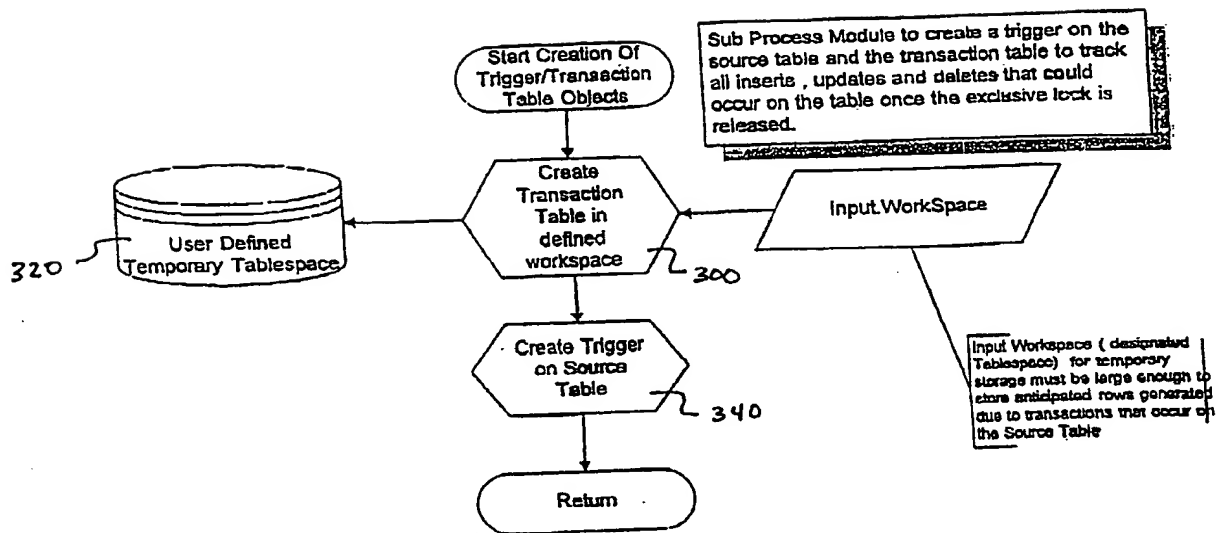 Start Creation Of
Trigger/Transaction
Table Objects
Sub Process Module to create a trigger on the
source table and the transaction table to track
all inserts , updates and deletes that could
occur on the table once the exclusive lock is
released.
Create
Transaction
Table in
defined
workspace
300
Input.WorkSpace
User Defined
Temporary Tablespace
320
Create Trigger
on Source
Table
340
Input Workspace ( designated
Tablespace) for temporary
storage must be large enough to
store anticipated rows generated
due to transactions that occur on
the Source Table
Return